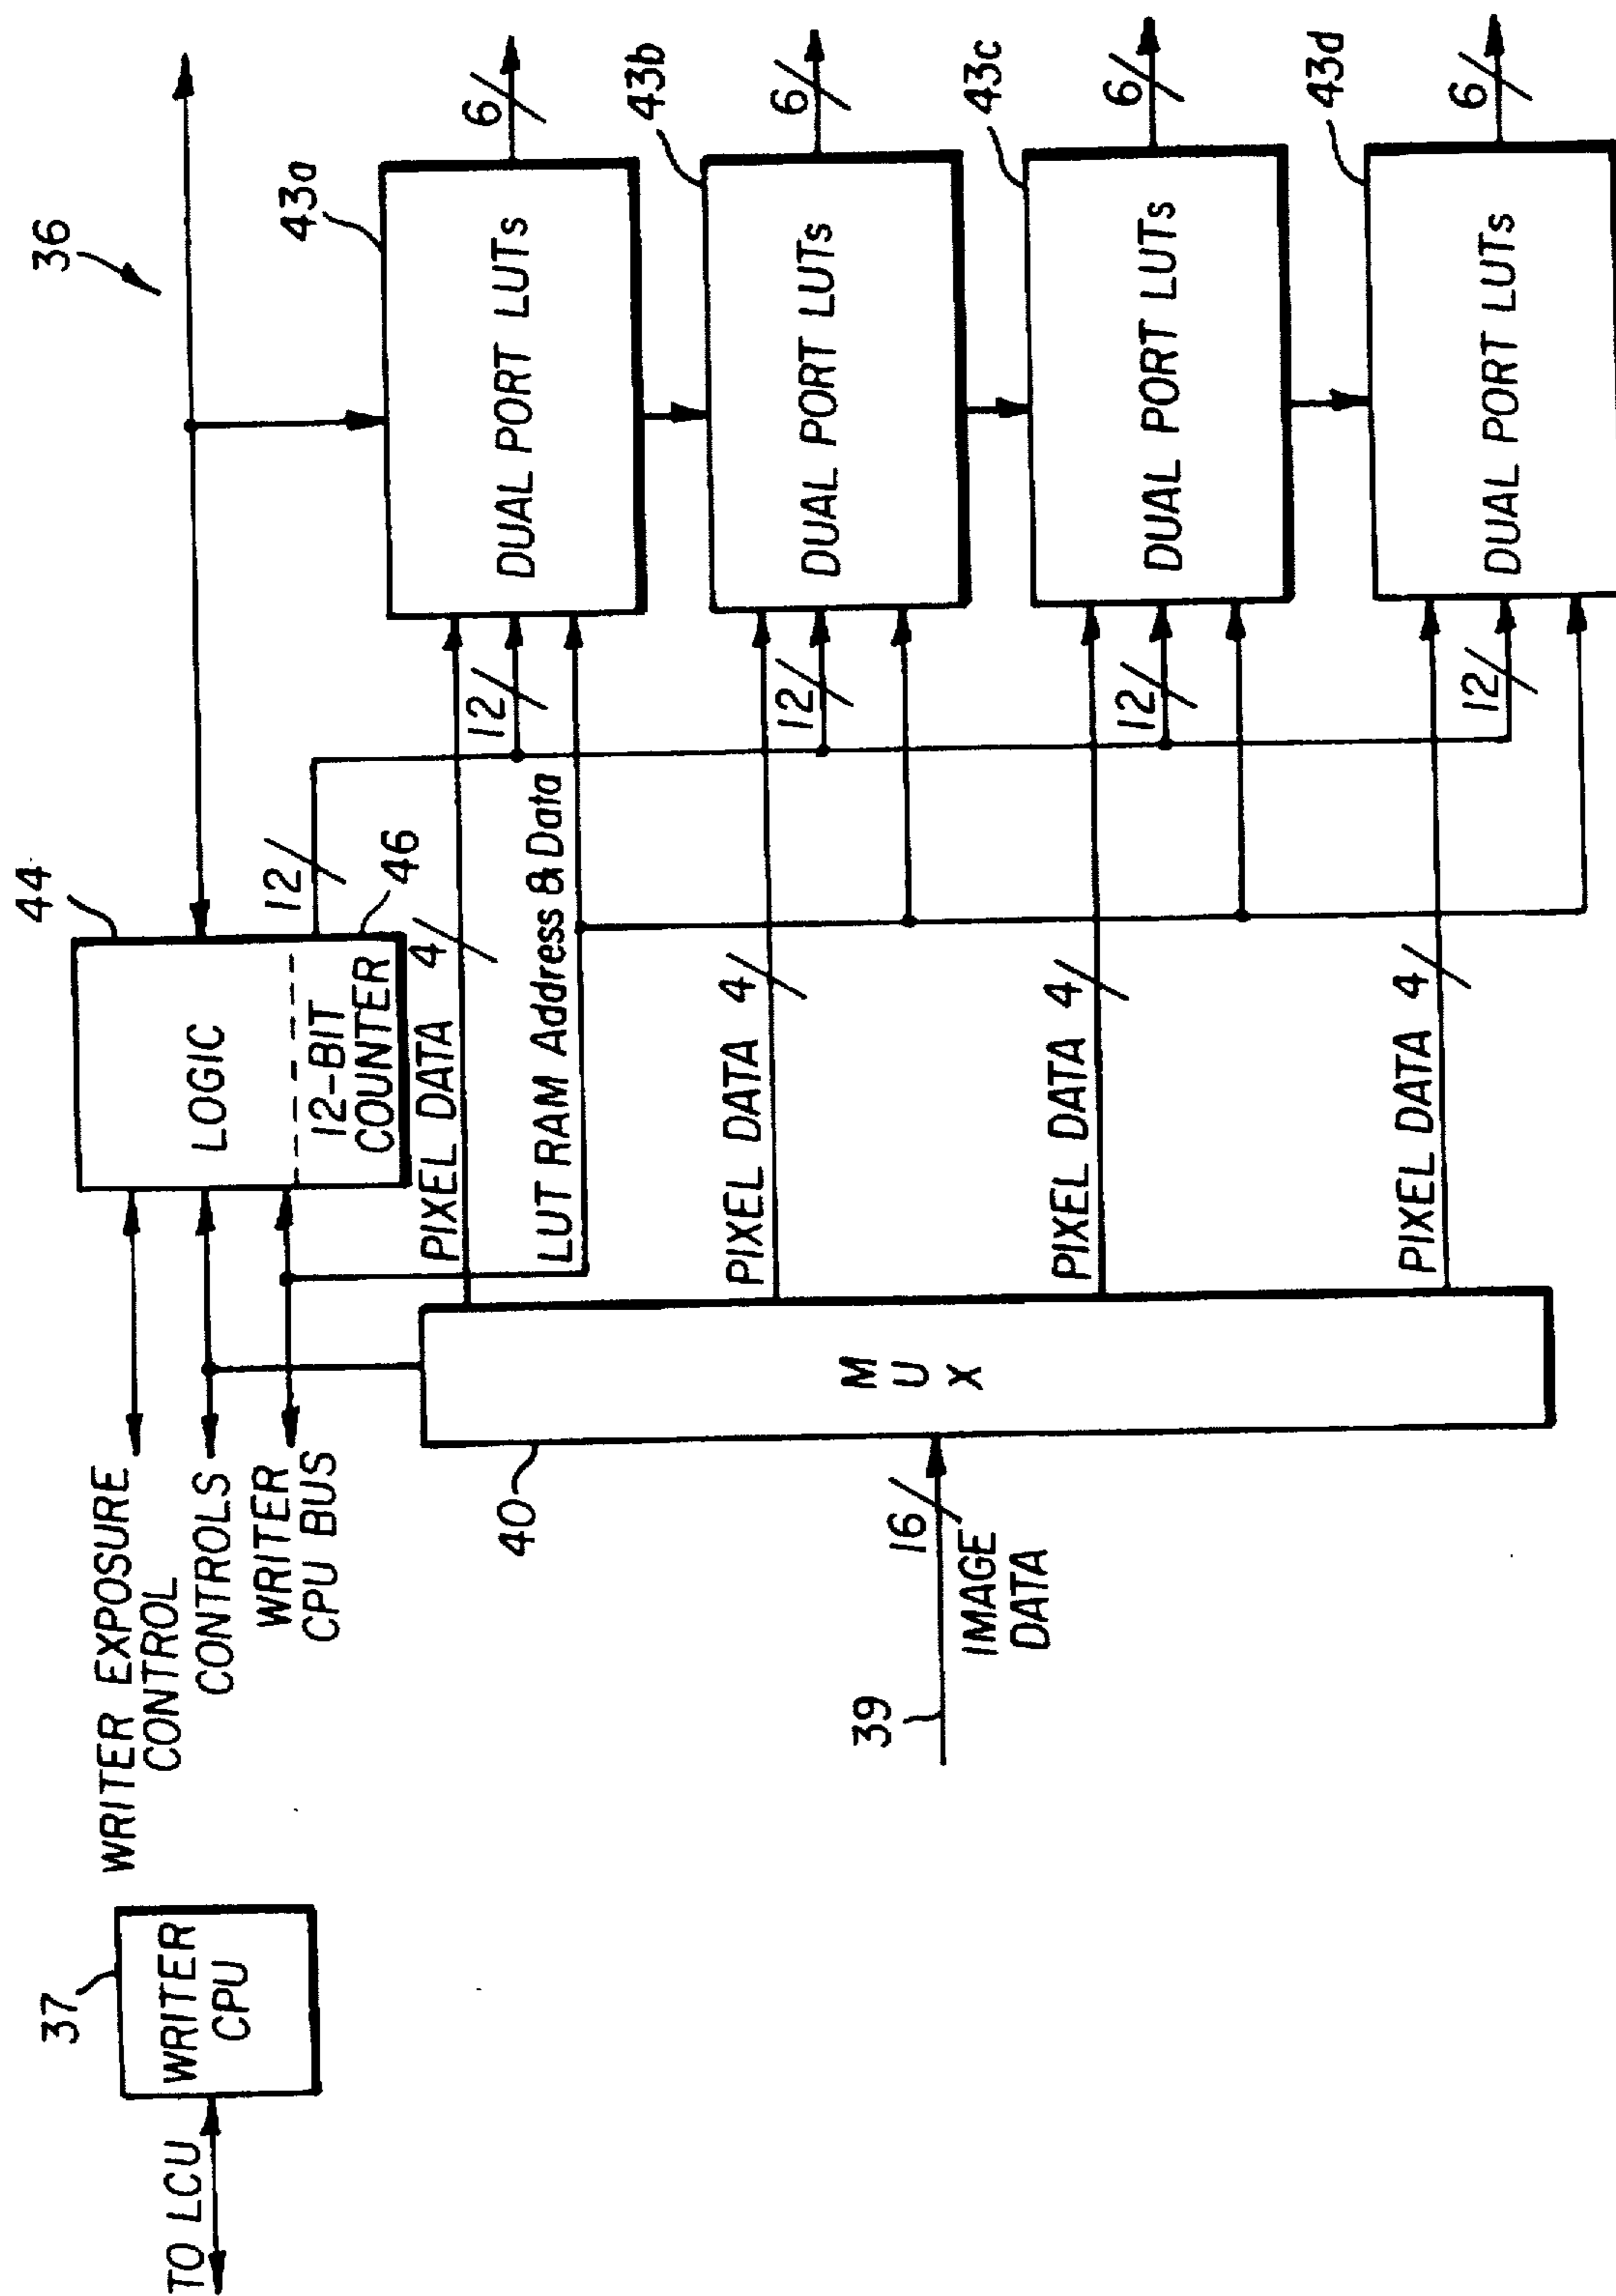 36
44
LOGIC
12-BIT
COUNTER
12
46
43a
DUAL PORT LUTs
6
43b
DUAL PORT LUTs
6
43c
DUAL PORT LUTs
6
43d
DUAL PORT LUTs
6
WRITER EXPOSURE
CONTROL
CONTROLS
WRITER
CPU BUS
PIXEL DATA 4
12
LUT RAM Address & Data
PIXEL DATA 4
12
PIXEL DATA 4
12
PIXEL DATA 4
12
40
MUX
16
IMAGE
DATA
39
37
WRITER
CPU
TO LCU